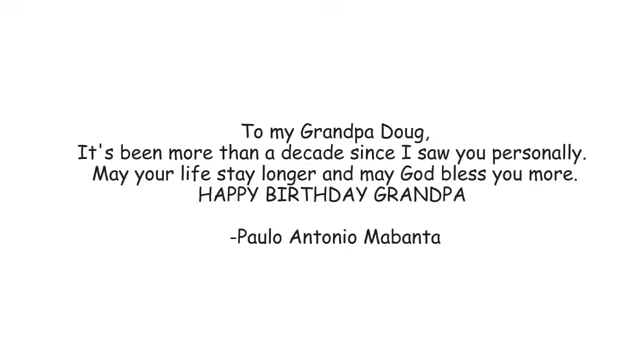 To my Grandpa Doug,
It's been more than a decade since I saw you personally.
May your life stay longer and may God bless you more.
HAPPY BIRTHDAY GRANDPA
-Paulo Antonio Mabanta